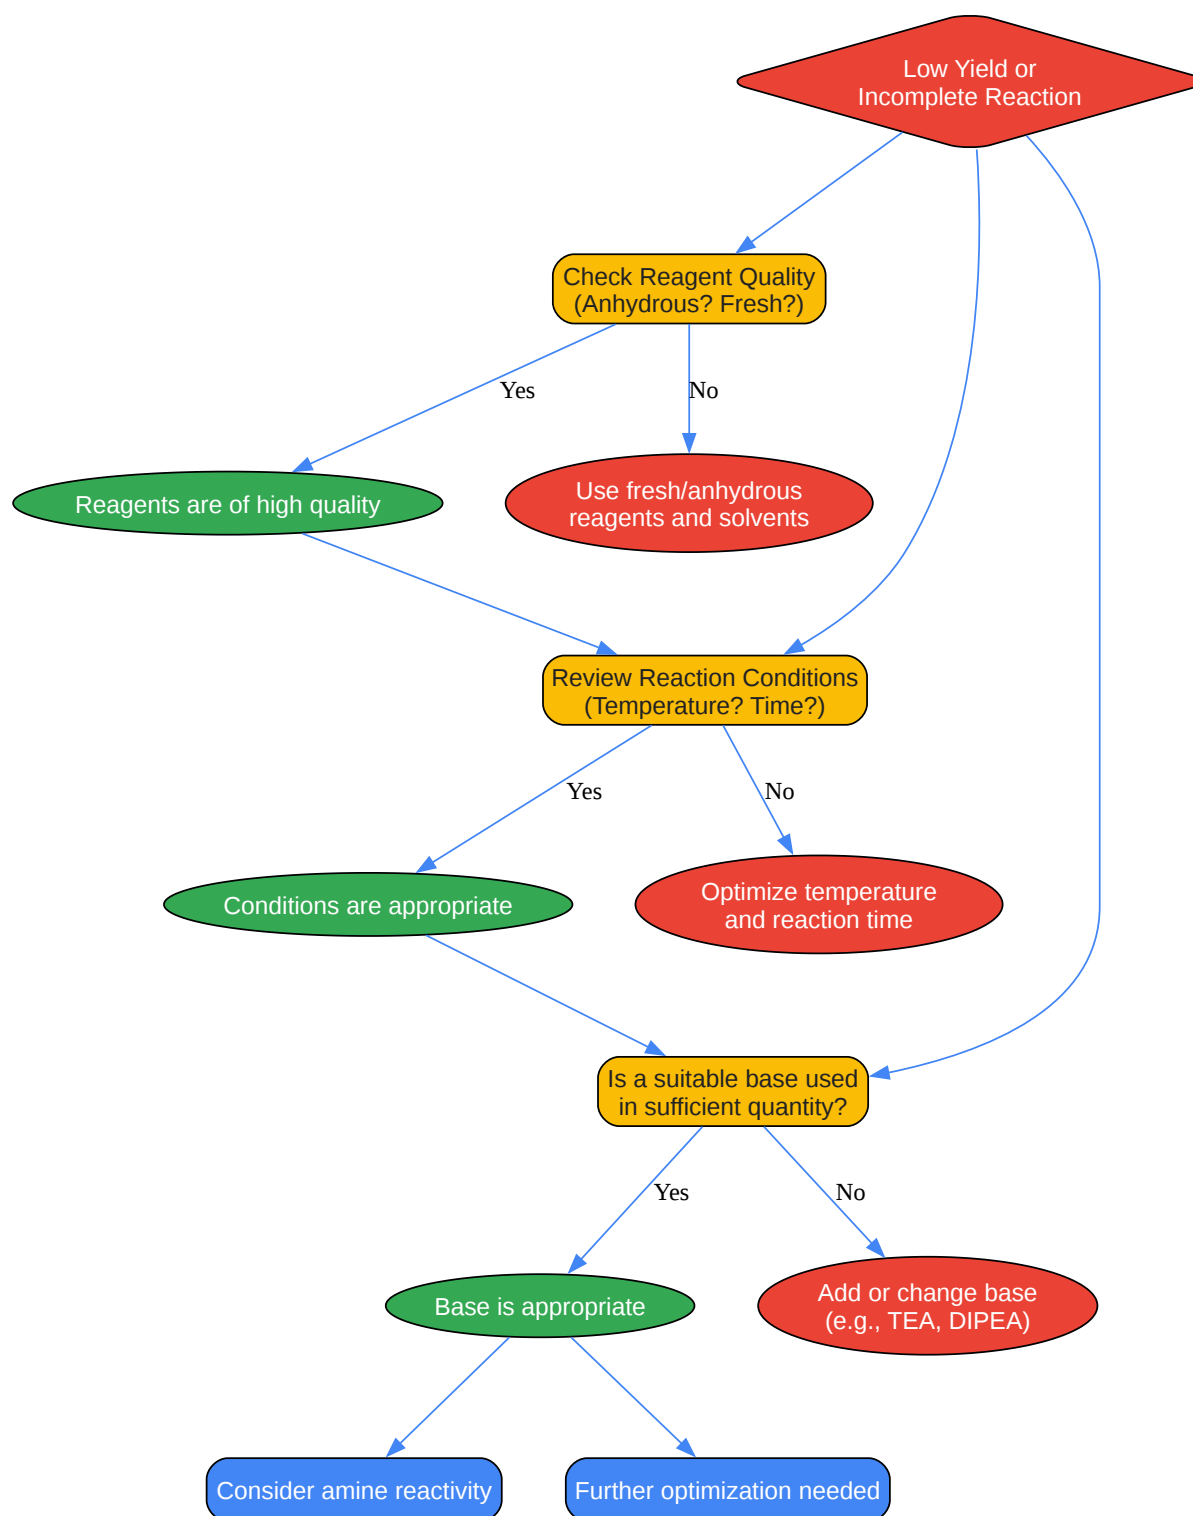 Low Yield or
Incomplete Reaction
Check Reagent Quality
(Anhydrous? Fresh?)
Yes
No
Reagents are of high quality
Use fresh/anhydrous
reagents and solvents
Review Reaction Conditions
(Temperature? Time?)
Yes
No
Conditions are appropriate
Optimize temperature
and reaction time
Is a suitable base used
in sufficient quantity?
Yes
No
Base is appropriate
Add or change base
(e.g., TEA, DIPEA)
Consider amine reactivity
Further optimization needed